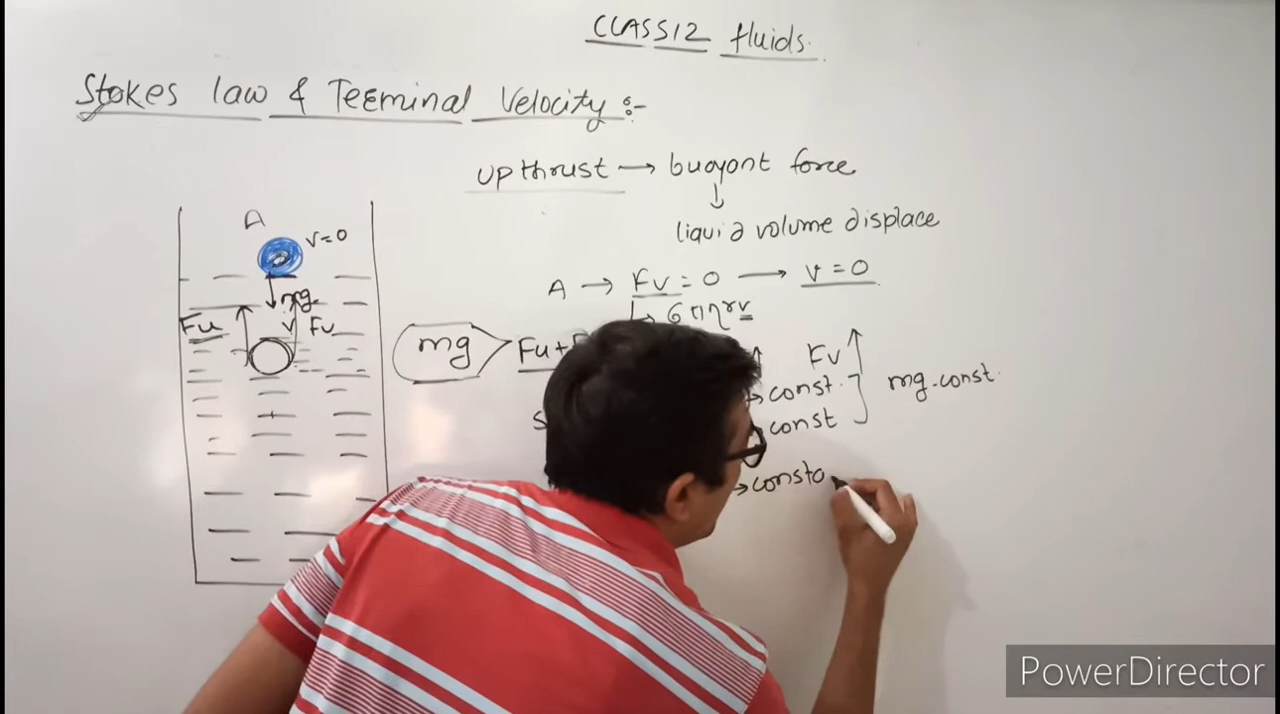 CLASS12 fluids.
Stokes law & Terminal Velocity :-
upthrust → buoyant force
↓
liquid volume displace
A
v=0
A → Fv = 0 → v = 0
↳ 6πηrv
mg
Fu
v
Fv
mg
Fu +
Fv ↑
→ const.
mg.const.
const
→ consta
PowerDirector